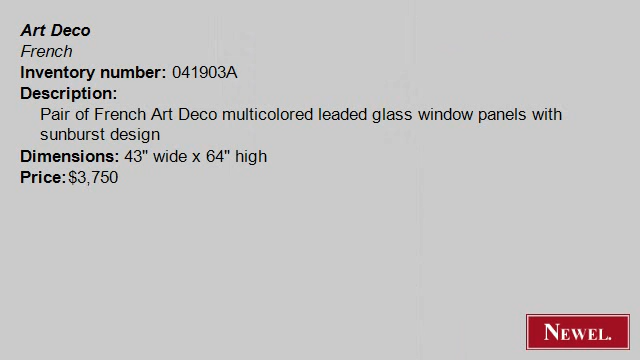 Art Deco
French
Inventory number: 041903A
Description:
Pair of French Art Deco multicolored leaded glass window panels with
sunburst design
Dimensions: 43" wide x 64" high
Price:$3,750
NEWEL.